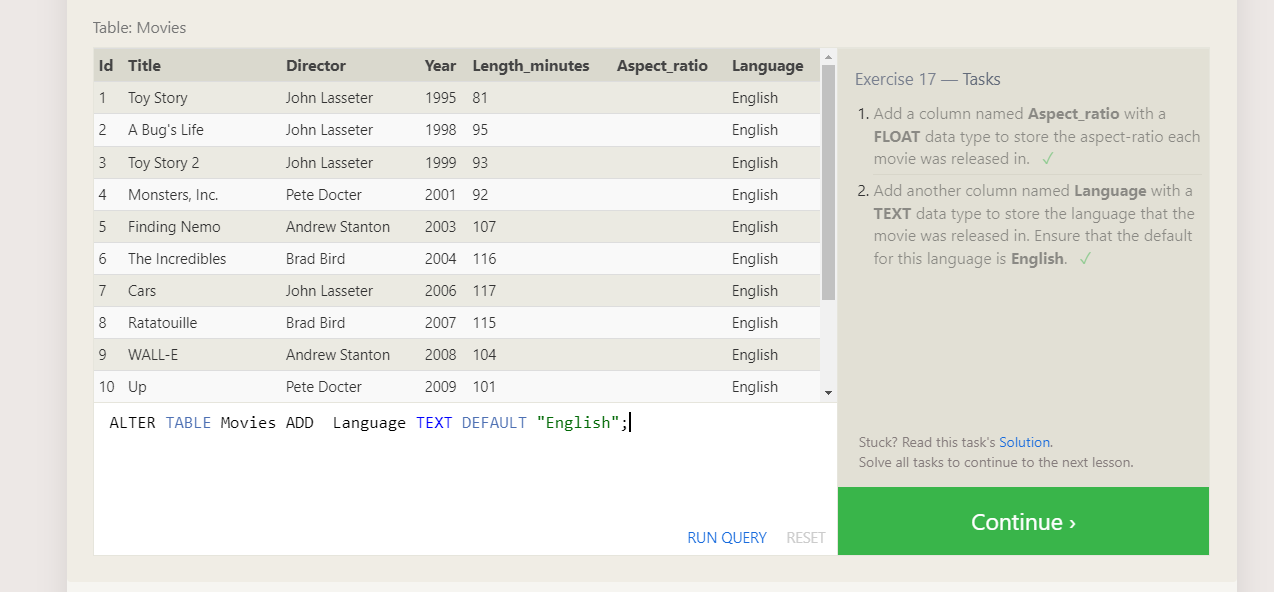 Table: Movies
Id Title Director Year Length_minutes Aspect_ratio Language
1 Toy Story John Lasseter 1995 81 English
2 A Bug's Life John Lasseter 1998 95 English
3 Toy Story 2 John Lasseter 1999 93 English
4 Monsters, Inc. Pete Docter 2001 92 English
5 Finding Nemo Andrew Stanton 2003 107 English
6 The Incredibles Brad Bird 2004 116 English
7 Cars John Lasseter 2006 117 English
8 Ratatouille Brad Bird 2007 115 English
9 WALL-E Andrew Stanton 2008 104 English
10 Up Pete Docter 2009 101 English
ALTER TABLE Movies ADD  Language TEXT DEFAULT "English";
RUN QUERY RESET
Exercise 17 — Tasks
1. Add a column named Aspect_ratio with a
FLOAT data type to store the aspect-ratio each
movie was released in. ✓
2. Add another column named Language with a
TEXT data type to store the language that the
movie was released in. Ensure that the default
for this language is English. ✓
Stuck? Read this task's Solution.
Solve all tasks to continue to the next lesson.
Continue ›